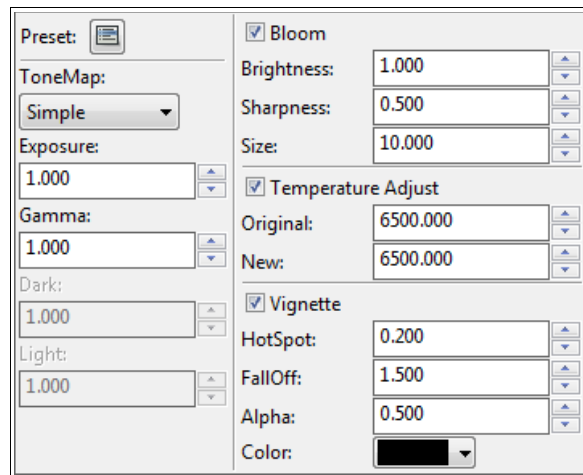 Preset:
ToneMap:
Simple
Exposure:
1.000
Gamma:
1.000
Dark:
1.000
Light:
1.000
Bloom
Brightness: 1.000
Sharpness: 0.500
Size: 10.000
Temperature Adjust
Original: 6500.000
New: 6500.000
Vignette
HotSpot: 0.200
FallOff: 1.500
Alpha: 0.500
Color: